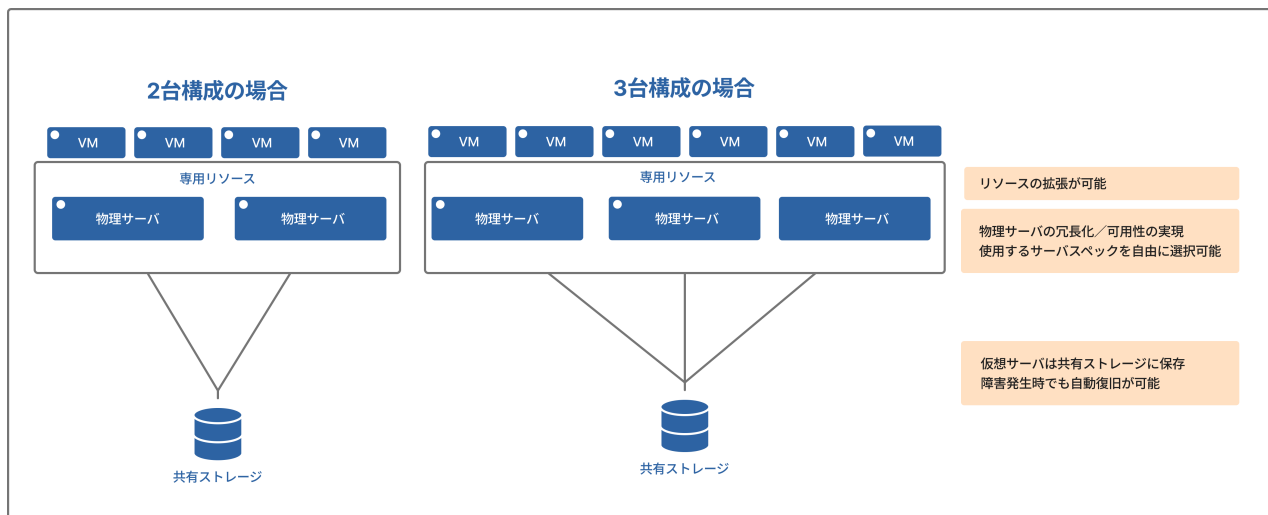 2台構成の場合
VM VM VM VM
専用リソース
物理サーバ 物理サーバ
共有ストレージ
3台構成の場合
VM VM VM VM VM VM
専用リソース
物理サーバ 物理サーバ 物理サーバ
共有ストレージ
リソースの拡張が可能
物理サーバの冗長化／可用性の実現
使用するサーバスペックを自由に選択可能
仮想サーバは共有ストレージに保存
障害発生時でも自動復旧が可能